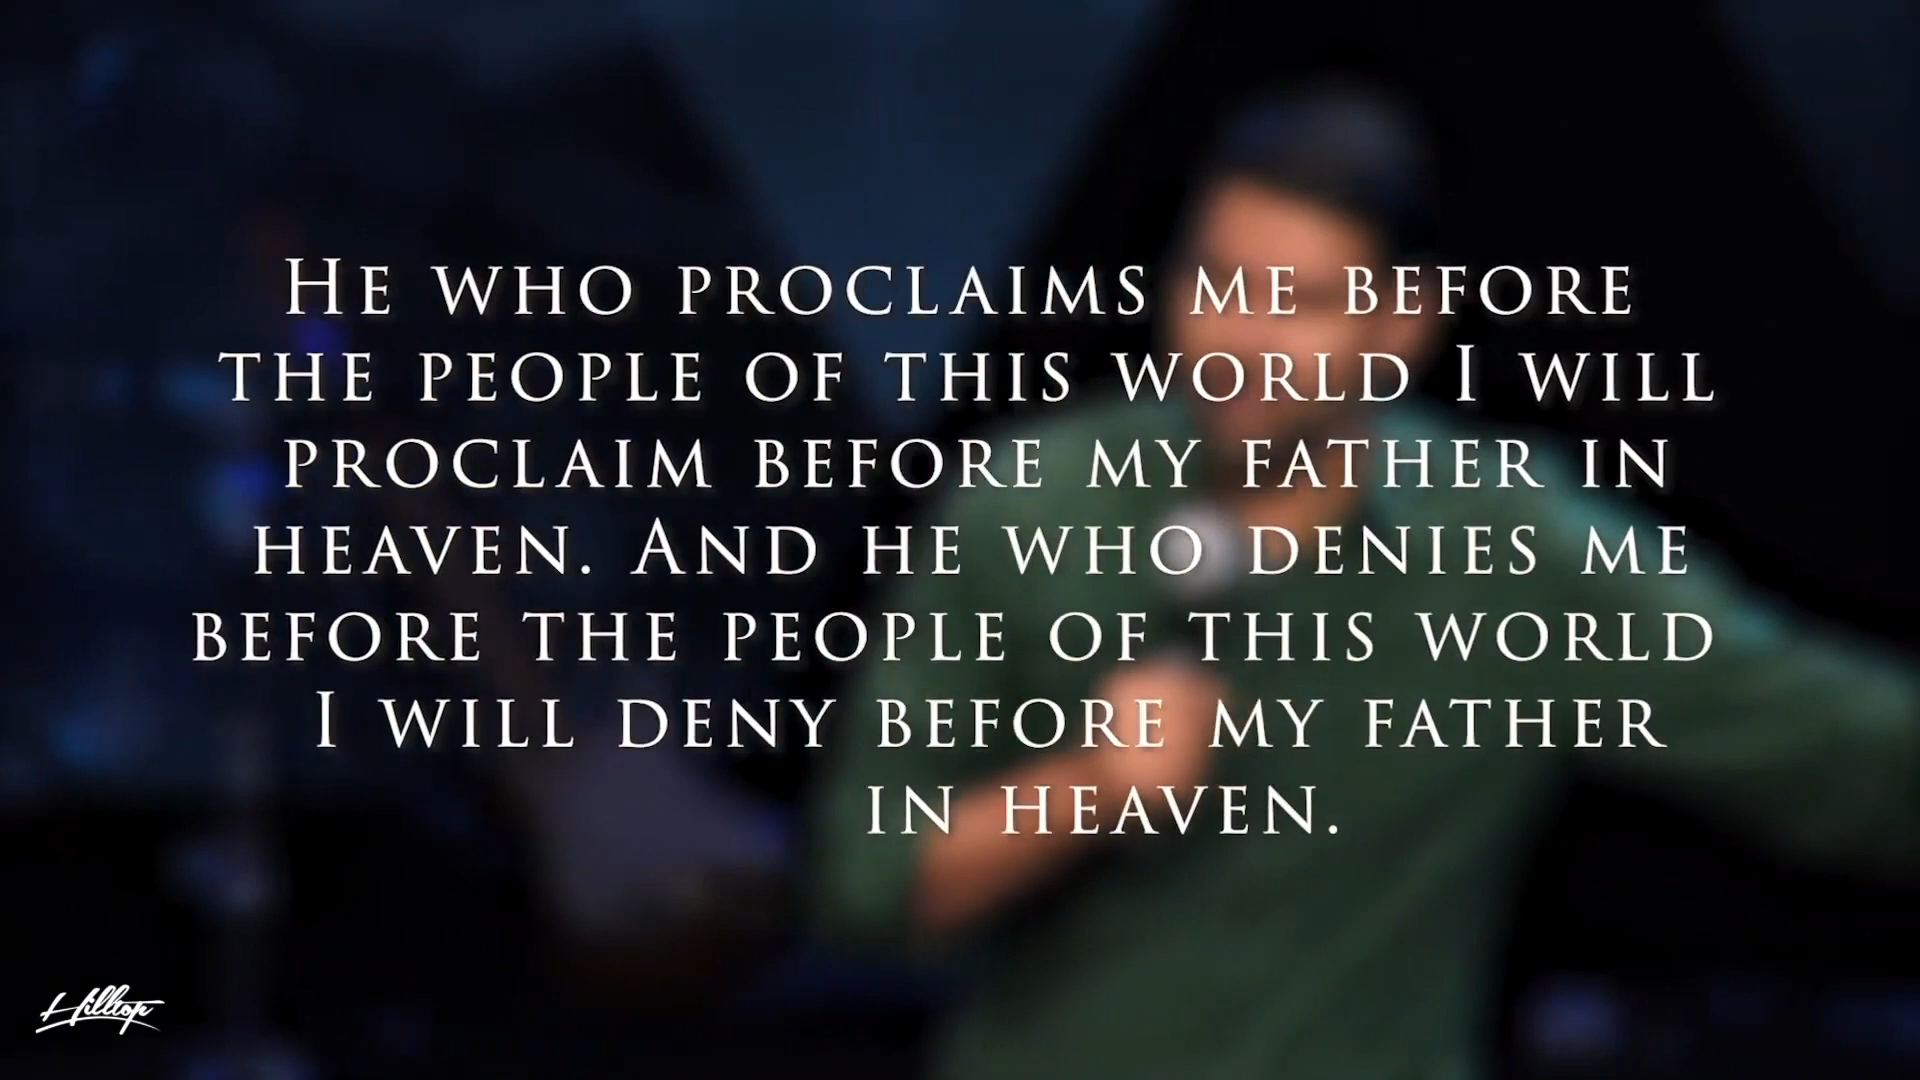 He who proclaims me before
the people of this world I will
proclaim before my father in
heaven. And he who denies me
before the people of this world
I will deny before my father
in heaven.
Hilltop